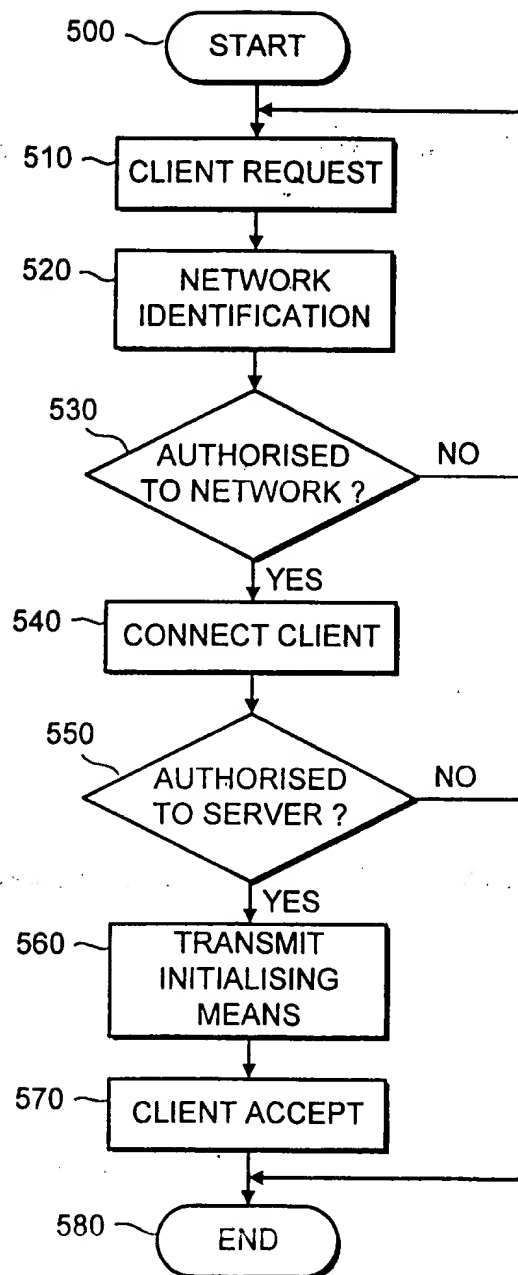 500
START
510
CLIENT REQUEST
520
NETWORK
IDENTIFICATION
530
AUTHORISED
TO NETWORK ?
NO
YES
540
CONNECT CLIENT
550
AUTHORISED
TO SERVER ?
NO
YES
560
TRANSMIT
INITIALISING
MEANS
570
CLIENT ACCEPT
580
END